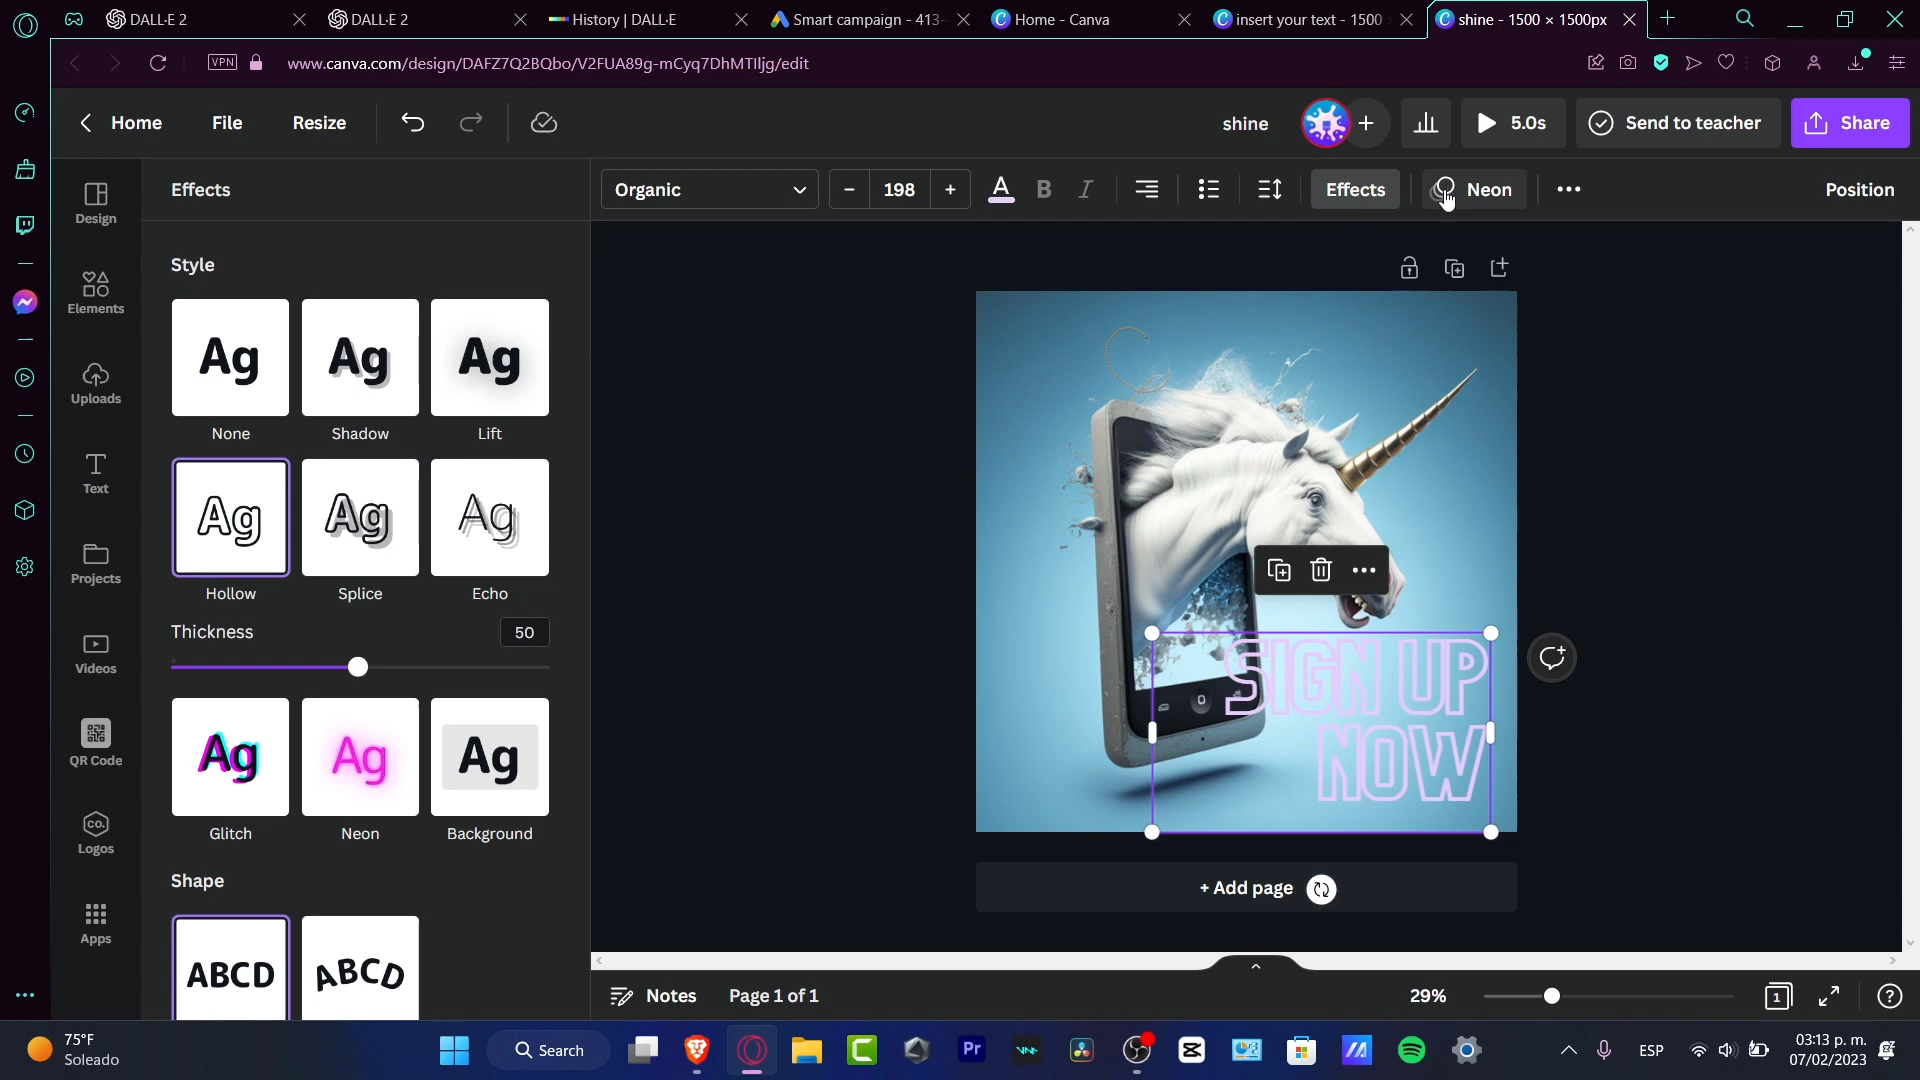 DALL·E 2
DALL·E 2
History | DALL·E
Smart campaign - 413-
Home - Canva
insert your text - 1500
shine - 1500 × 1500px
VPN
www.canva.com/design/DAFZ7Q2BQbo/V2FUA89g-mCyq7DhMTIljg/edit
Home
File
Resize
shine
5.0s
Send to teacher
Share
Effects
Organic
198
A
B
I
Effects
Neon
Position
Design
Elements
Uploads
Text
Projects
Videos
QR Code
CO.
Logos
Apps
Style
Ag
Ag
Ag
None
Shadow
Lift
Ag
Ag
Ag
Hollow
Splice
Echo
Thickness
50
Ag
Ag
Ag
Glitch
Neon
Background
Shape
ABCD
ABCD
SIGN UP
NOW
+ Add page
Notes
Page 1 of 1
29%
1
75°F
Soleado
Search
Pr
ESP
03:13 p. m.
07/02/2023